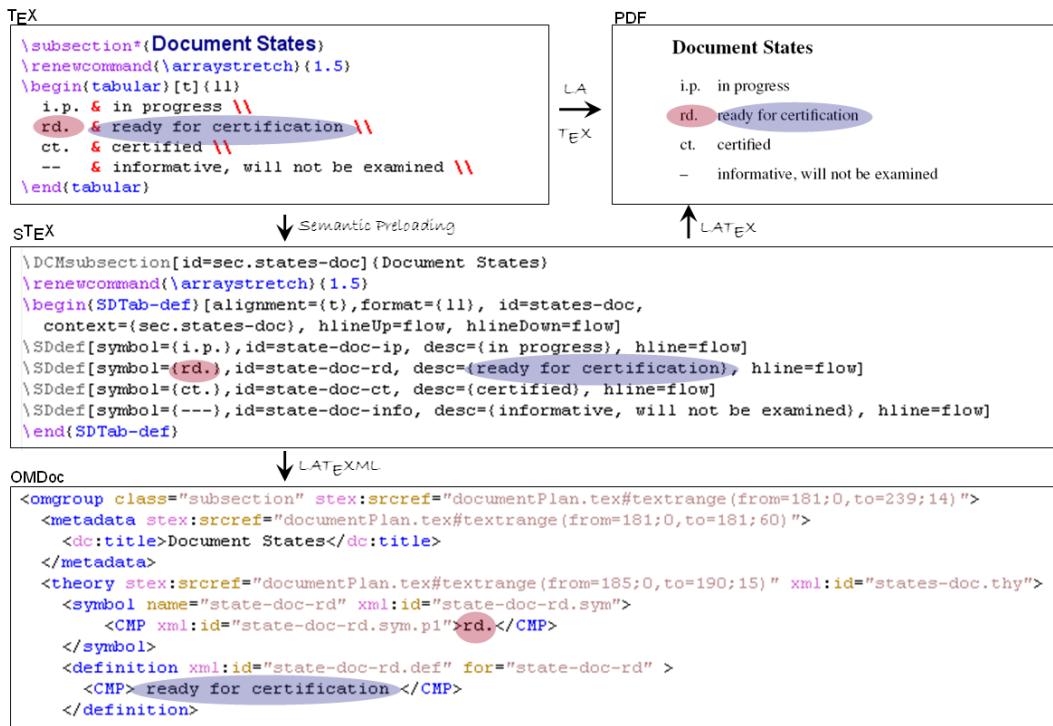 TEX
\subsection*{Document States}
\renewcommand{\arraystretch}{1.5}
\begin{tabular}[t]{ll}
i.p. & in progress \\
rd. & ready for certification \\
ct. & certified \\
-- & informative, will not be examined \\
\end{tabular}
LA
TEX
PDF
Document States
i.p. in progress
rd. ready for certification
ct. certified
– informative, will not be examined
Semantic Preloading
LATEX
sTEX
\DCMsubsection[id=sec.states-doc]{Document States}
\renewcommand{\arraystretch}{1.5}
\begin{SDTab-def}[alignment={t},format={ll}, id=states-doc,
context={sec.states-doc}, hlineUp=flow, hlineDown=flow]
\SDdef[symbol={i.p.},id=state-doc-ip, desc={in progress}, hline=flow]
\SDdef[symbol={rd.},id=state-doc-rd, desc={ready for certification}, hline=flow]
\SDdef[symbol={ct.},id=state-doc-ct, desc={certified}, hline=flow]
\SDdef[symbol={---},id=state-doc-info, desc={informative, will not be examined}, hline=flow]
\end{SDTab-def}
LATEXML
OMDoc
<omgroup class="subsection" stex:srcref="documentPlan.tex#textrange(from=181;0,to=239;14)">
<metadata stex:srcref="documentPlan.tex#textrange(from=181;0,to=181;60)">
<dc:title>Document States</dc:title>
</metadata>
<theory stex:srcref="documentPlan.tex#textrange(from=185;0,to=190;15)" xml:id="states-doc.thy">
<symbol name="state-doc-rd" xml:id="state-doc-rd.sym">
<CMP xml:id="state-doc-rd.sym.p1">rd.</CMP>
</symbol>
<definition xml:id="state-doc-rd.def" for="state-doc-rd" >
<CMP> ready for certification </CMP>
</definition>